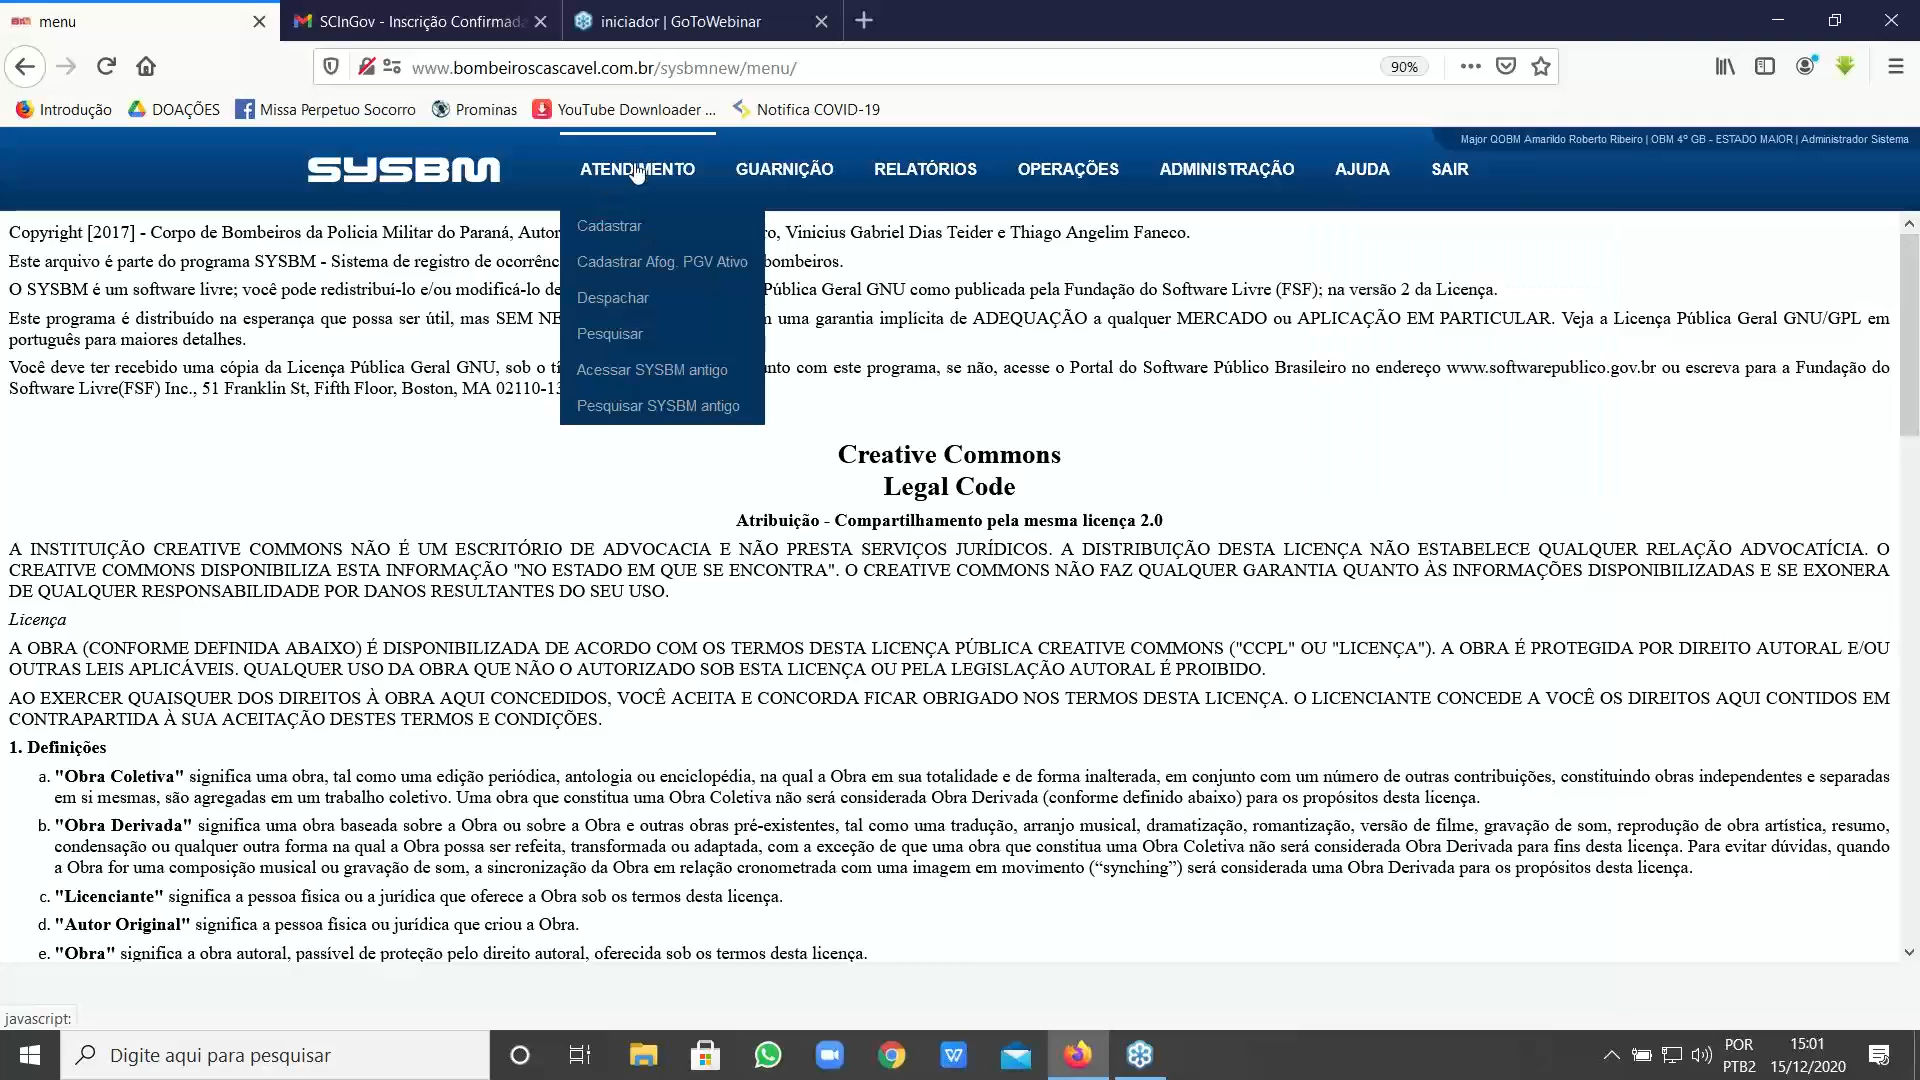 menu
SCInGov - Inscrição Confirmada
iniciador | GoToWebinar
www.bombeiroscascavel.com.br/sysbmnew/menu/
90%
Introdução
DOAÇÕES
Missa Perpetuo Socorro
Prominas
YouTube Downloader ...
Notifica COVID-19
Major QOBM Amarildo Roberto Ribeiro | OBM 4º GB - ESTADO MAIOR | Administrador Sistema
SYSBM
ATENDIMENTO
GUARNIÇÃO
RELATÓRIOS
OPERAÇÕES
ADMINISTRAÇÃO
AJUDA
SAIR
Cadastrar
Cadastrar Afog. PGV Ativo
Despachar
Pesquisar
Acessar SYSBM antigo
Pesquisar SYSBM antigo
Copyright [2017] - Corpo de Bombeiros da Polícia Militar do Paraná, Autor ro, Vinicius Gabriel Dias Teider e Thiago Angelim Faneco.
Este arquivo é parte do programa SYSBM - Sistema de registro de ocorrênc bombeiros.
O SYSBM é um software livre; você pode redistribuí-lo e/ou modificá-lo de Pública Geral GNU como publicada pela Fundação do Software Livre (FSF); na versão 2 da Licença.
Este programa é distribuído na esperança que possa ser útil, mas SEM NE uma garantia implícita de ADEQUAÇÃO a qualquer MERCADO ou APLICAÇÃO EM PARTICULAR. Veja a Licença Pública Geral GNU/GPL em
português para maiores detalhes.
Você deve ter recebido uma cópia da Licença Pública Geral GNU, sob o tí nto com este programa, se não, acesse o Portal do Software Público Brasileiro no endereço www.softwarepublico.gov.br ou escreva para a Fundação do
Software Livre(FSF) Inc., 51 Franklin St, Fifth Floor, Boston, MA 02110-13
Creative Commons
Legal Code
Atribuição - Compartilhamento pela mesma licença 2.0
A INSTITUIÇÃO CREATIVE COMMONS NÃO É UM ESCRITÓRIO DE ADVOCACIA E NÃO PRESTA SERVIÇOS JURÍDICOS. A DISTRIBUIÇÃO DESTA LICENÇA NÃO ESTABELECE QUALQUER RELAÇÃO ADVOCATÍCIA. O
CREATIVE COMMONS DISPONIBILIZA ESTA INFORMAÇÃO "NO ESTADO EM QUE SE ENCONTRA". O CREATIVE COMMONS NÃO FAZ QUALQUER GARANTIA QUANTO ÀS INFORMAÇÕES DISPONIBILIZADAS E SE EXONERA
DE QUALQUER RESPONSABILIDADE POR DANOS RESULTANTES DO SEU USO.
Licença
A OBRA (CONFORME DEFINIDA ABAIXO) É DISPONIBILIZADA DE ACORDO COM OS TERMOS DESTA LICENÇA PÚBLICA CREATIVE COMMONS ("CCPL" OU "LICENÇA"). A OBRA É PROTEGIDA POR DIREITO AUTORAL E/OU
OUTRAS LEIS APLICÁVEIS. QUALQUER USO DA OBRA QUE NÃO O AUTORIZADO SOB ESTA LICENÇA OU PELA LEGISLAÇÃO AUTORAL É PROIBIDO.
AO EXERCER QUAISQUER DOS DIREITOS À OBRA AQUI CONCEDIDOS, VOCÊ ACEITA E CONCORDA FICAR OBRIGADO NOS TERMOS DESTA LICENÇA. O LICENCIANTE CONCEDE A VOCÊ OS DIREITOS AQUI CONTIDOS EM
CONTRAPARTIDA À SUA ACEITAÇÃO DESTES TERMOS E CONDIÇÕES.
1. Definições
a. "Obra Coletiva" significa uma obra, tal como uma edição periódica, antologia ou enciclopédia, na qual a Obra em sua totalidade e de forma inalterada, em conjunto com um número de outras contribuições, constituindo obras independentes e separadas
em si mesmas, são agregadas em um trabalho coletivo. Uma obra que constitua uma Obra Coletiva não será considerada Obra Derivada (conforme definido abaixo) para os propósitos desta licença.
b. "Obra Derivada" significa uma obra baseada sobre a Obra ou sobre a Obra e outras obras pré-existentes, tal como uma tradução, arranjo musical, dramatização, romantização, versão de filme, gravação de som, reprodução de obra artística, resumo,
condensação ou qualquer outra forma na qual a Obra possa ser refeita, transformada ou adaptada, com a exceção de que uma obra que constitua uma Obra Coletiva não será considerada Obra Derivada para fins desta licença. Para evitar dúvidas, quando
a Obra for uma composição musical ou gravação de som, a sincronização da Obra em relação cronometrada com uma imagem em movimento (“synching”) será considerada uma Obra Derivada para os propósitos desta licença.
c. "Licenciante" significa a pessoa física ou a jurídica que oferece a Obra sob os termos desta licença.
d. "Autor Original" significa a pessoa física ou jurídica que criou a Obra.
e. "Obra" significa a obra autoral, passível de proteção pelo direito autoral, oferecida sob os termos desta licença.
javascript:
Digite aqui para pesquisar
POR
PTB2
15:01
15/12/2020